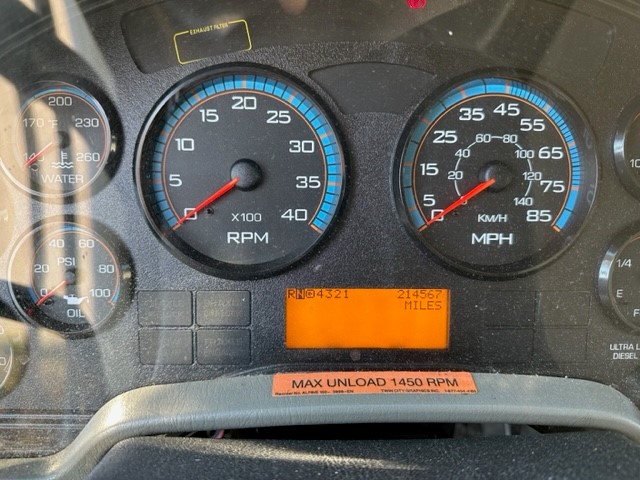 EXHAUST FILTER
200
170 °F 230
140 260
WATER
20
15 25
10 30
5 35
0 X100 40
RPM
45
35 55
25 65
15 75
5 85
0
60 80
40 100
20 120
KM/H 140
MPH
40 60
PSI
20 80
0 100
OIL
1/4
E
F
ULTRA L
DIESEL
RN 4321 214567
MILES
MAX UNLOAD 1450 RPM